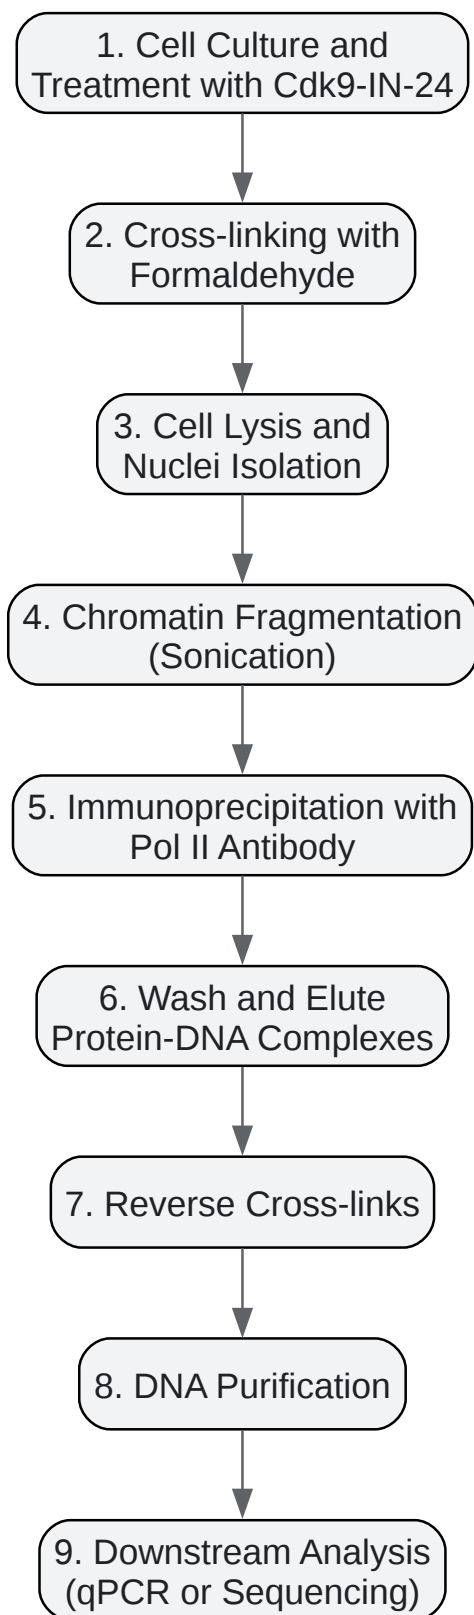 1. Cell Culture and
Treatment with Cdk9-IN-24
2. Cross-linking with
Formaldehyde
3. Cell Lysis and
Nuclei Isolation
4. Chromatin Fragmentation
(Sonication)
5. Immunoprecipitation with
Pol II Antibody
6. Wash and Elute
Protein-DNA Complexes
7. Reverse Cross-links
8. DNA Purification
9. Downstream Analysis
(qPCR or Sequencing)